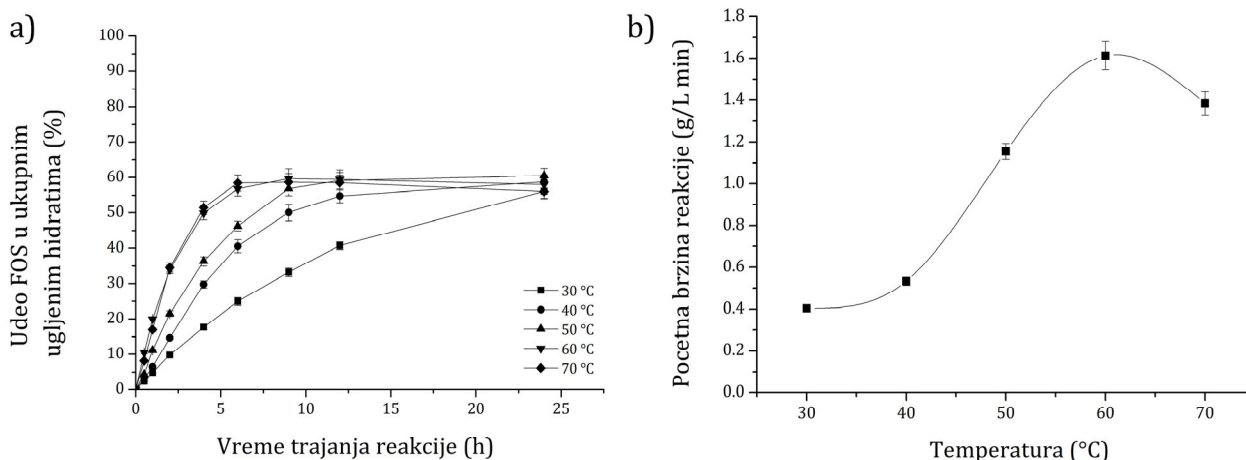 a)
Udeo FOS u ukupnim
ugljenim hidratima (%)
100
90
80
70
60
50
40
30
20
10
0
0
5
10
15
20
25
30 °C
40 °C
50 °C
60 °C
70 °C
Vreme trajanja reakcije (h)
b)
Pocetna brzina reakcije (g/L min)
1.8
1.6
1.4
1.2
1.0
0.8
0.6
0.4
0.2
0.0
30
40
50
60
70
Temperatura (°C)